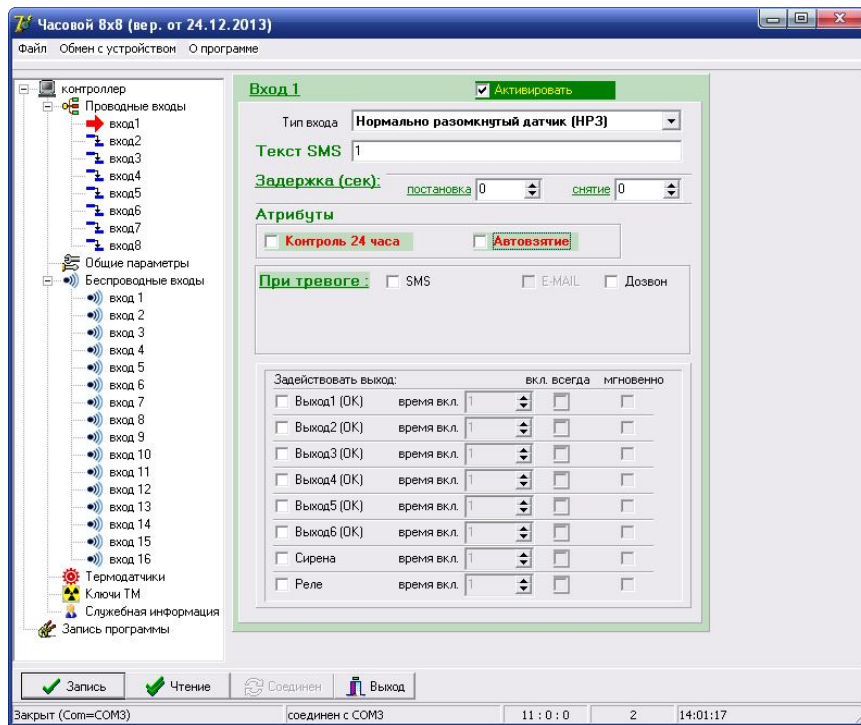 Часовой 8x8 (вер. от 24.12.2013)
Файл Обмен с устройством О программе
контроллер
Проводные входы
вход1
вход2
вход3
вход4
вход5
вход6
вход7
вход8
Общие параметры
Беспроводные входы
вход 1
вход 2
вход 3
вход 4
вход 5
вход 6
вход 7
вход 8
вход 9
вход 10
вход 11
вход 12
вход 13
вход 14
вход 15
вход 16
Термодатчики
Ключи ТМ
Служебная информация
Запись программы
Вход 1 Активировать
Тип входа Нормально разомкнутый датчик (НРЗ)
Текст SMS 1
Задержка (сек): постановка 0 снятие 0
Атрибуты
Контроль 24 часа Автовзятие
При тревоге : SMS E-MAIL Дозвон
Задействовать выход: вкл. всегда мгновенно
Выход1 (ОК) время вкл. 1
Выход2 (ОК) время вкл. 1
Выход3 (ОК) время вкл. 1
Выход4 (ОК) время вкл. 1
Выход5 (ОК) время вкл. 1
Выход6 (ОК) время вкл. 1
Сирена время вкл. 1
Реле время вкл. 1
Запись Чтение Соединен Выход
Закрыт (Com=COM3) соединен с COM3 11 : 0 : 0 2 14:01:17